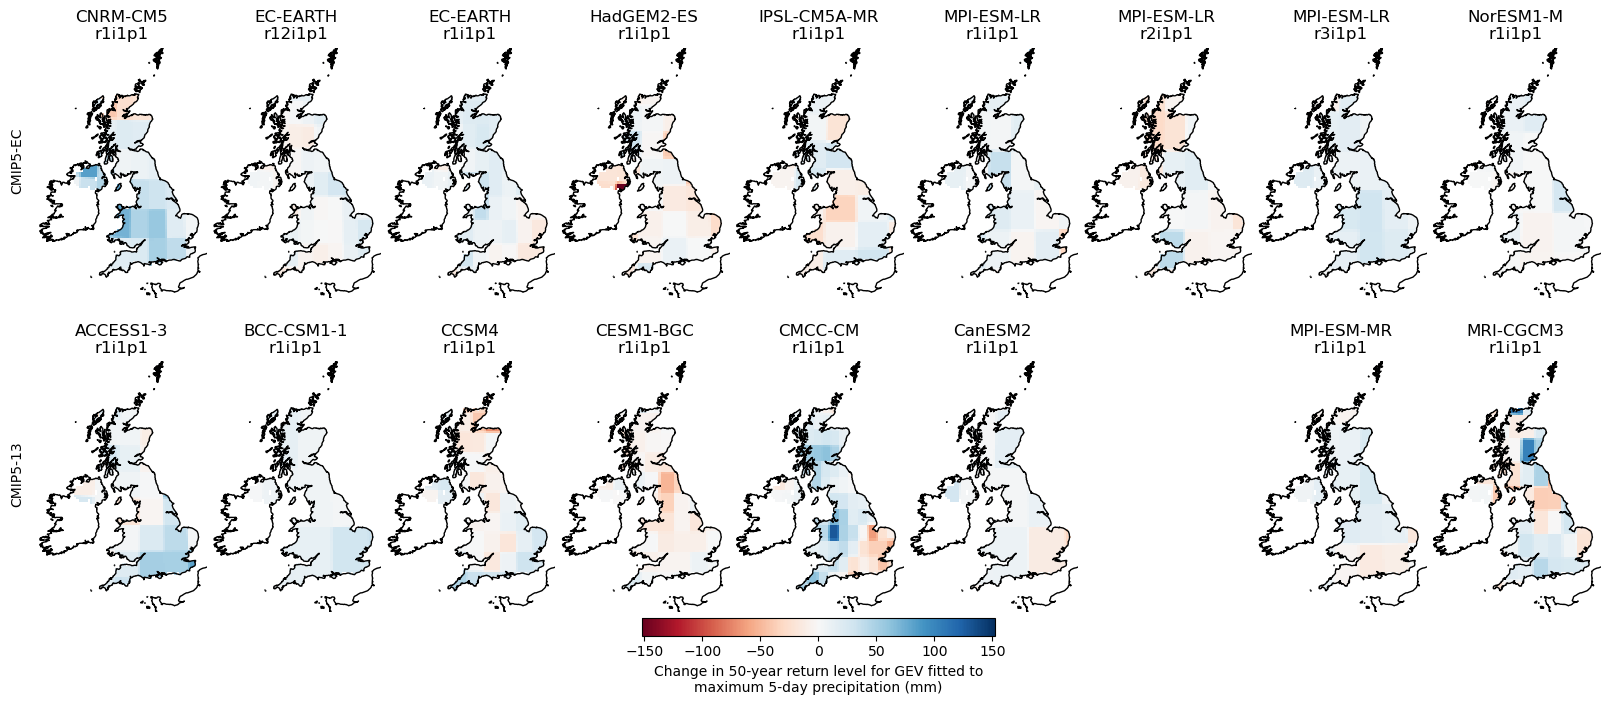 CNRM-CM5 EC-EARTH EC-EARTH HadGEM2-ES IPSL-CM5A-MR MPI-ESM-LR MPI-ESM-LR MPI-ESM-LR NorESM1-M
r1i1p1 r12i1p1 r1i1p1 r1i1p1 r1i1p1 r1i1p1 r2i1p1 r3i1p1 r1i1p1
CMIP5-EC
ACCESS1-3 BCC-CSM1-1 CCSM4 CESM1-BGC CMCC-CM CanESM2 MPI-ESM-MR MRI-CGCM3
r1i1p1 r1i1p1 r1i1p1 r1i1p1 r1i1p1 r1i1p1 r1i1p1 r1i1p1
CMIP5-13
−150 −100 −50 0 50 100 150
Change in 50-year return level for GEV fitted to
maximum 5-day precipitation (mm)